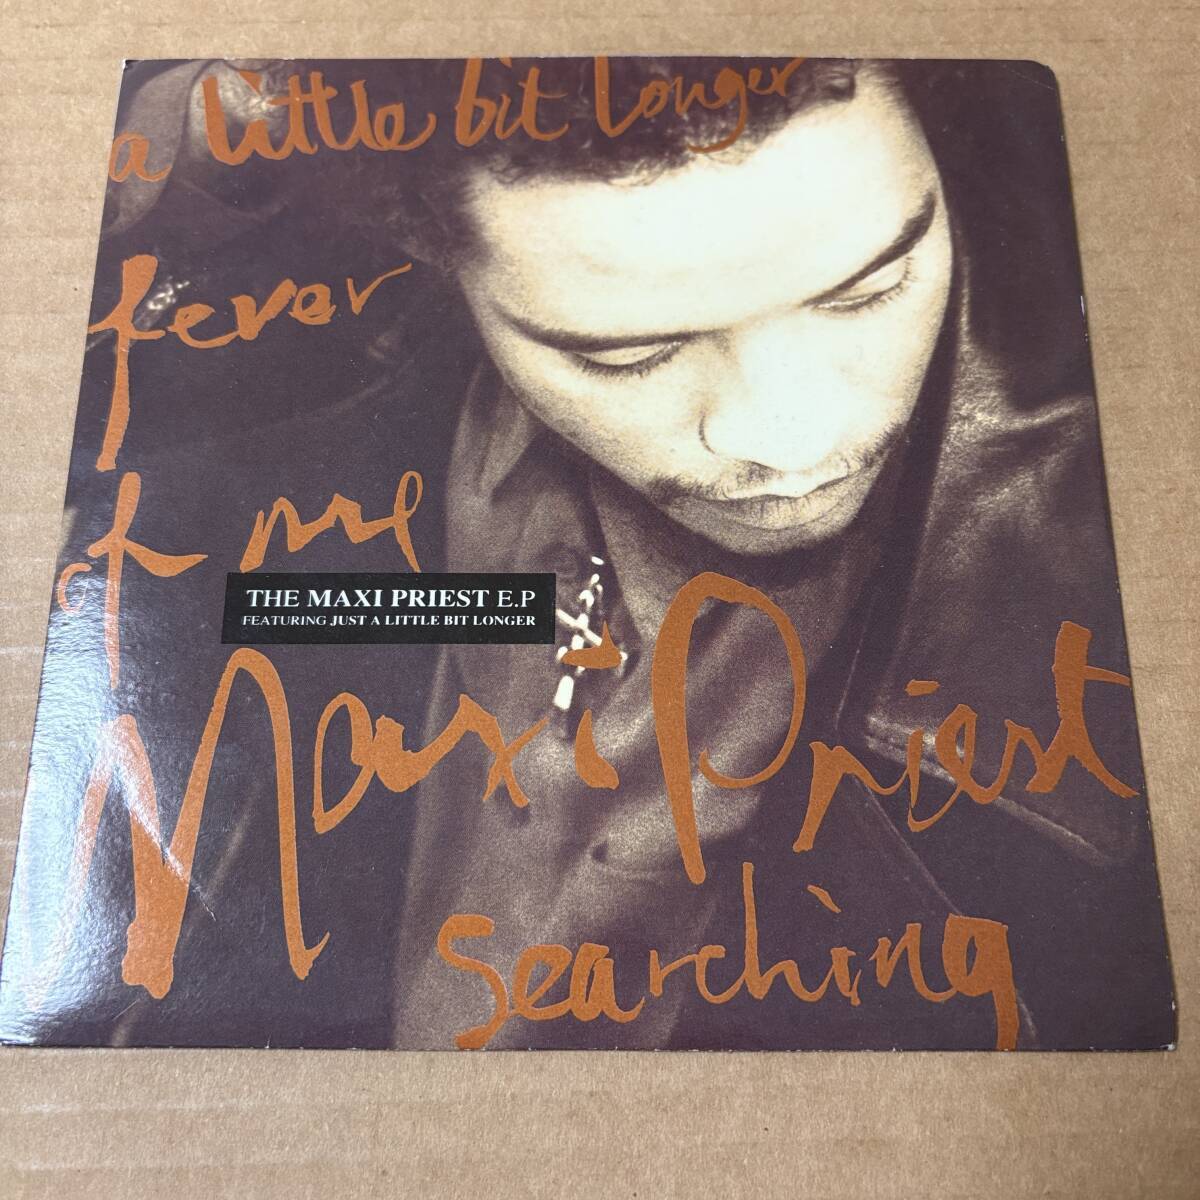 a little bit longer
fever
of me
THE MAXI PRIEST E.P
FEATURING JUST A LITTLE BIT LONGER
Maxi Priest
searching